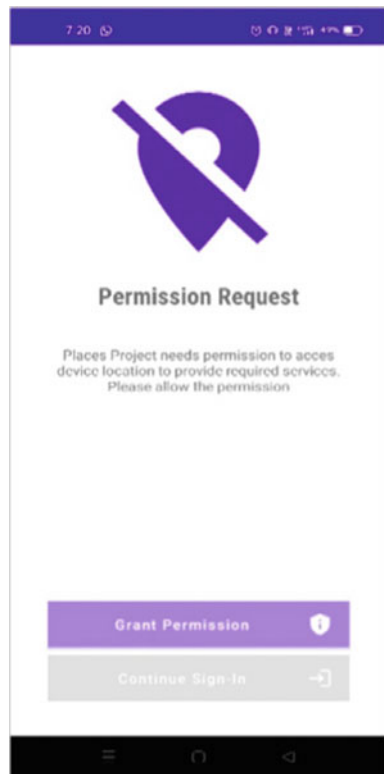 7 20
Permission Request
Places Project needs permission to acces
device location to provide required services.
Please allow the permission
Grant Permission
Continue Sign-In